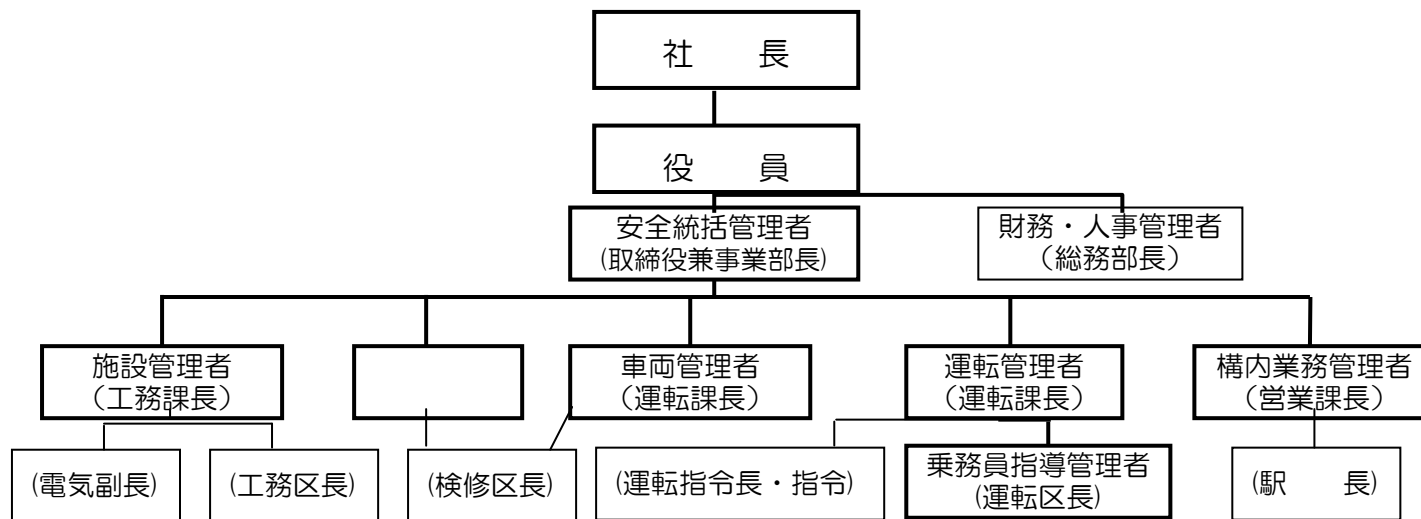 社　　長
役　　員
安全統括管理者
(取締役兼事業部長)
財務・人事管理者
（総務部長）
施設管理者
（工務課長）
車両管理者
（運転課長）
運転管理者
（運転課長）
構内業務管理者
（営業課長）
(電気副長)
(工務区長)
(検修区長)
(運転指令長・指令)
乗務員指導管理者
(運転区長)
(駅　　長)